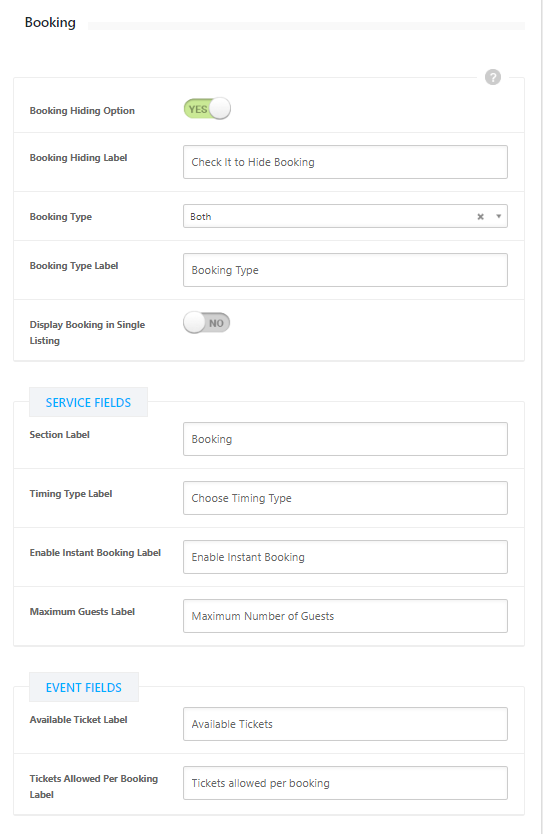 Booking
?
Booking Hiding Option
YES
Booking Hiding Label
Check It to Hide Booking
Booking Type
Both
Booking Type Label
Booking Type
Display Booking in Single
Listing
NO
SERVICE FIELDS
Section Label
Booking
Timing Type Label
Choose Timing Type
Enable Instant Booking Label
Enable Instant Booking
Maximum Guests Label
Maximum Number of Guests
EVENT FIELDS
Available Ticket Label
Available Tickets
Tickets Allowed Per Booking
Label
Tickets allowed per booking